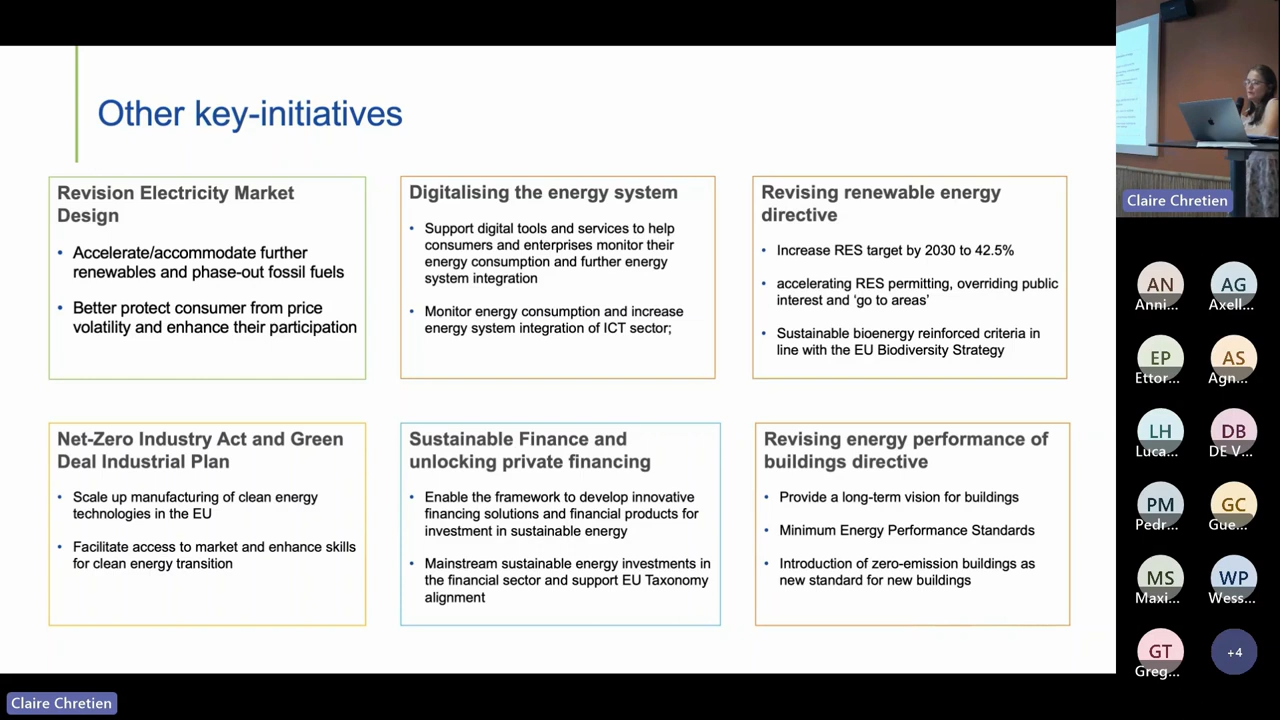 Other key-initiatives
Revision Electricity Market
Design
• Accelerate/accommodate further
renewables and phase-out fossil fuels
• Better protect consumer from price
volatility and enhance their participation
Digitalising the energy system
• Support digital tools and services to help
consumers and enterprises monitor their
energy consumption and further energy
system integration
• Monitor energy consumption and increase
energy system integration of ICT sector;
Revising renewable energy
directive
• Increase RES target by 2030 to 42.5%
• accelerating RES permitting, overriding public
interest and ‘go to areas’
• Sustainable bioenergy reinforced criteria in
line with the EU Biodiversity Strategy
Net-Zero Industry Act and Green
Deal Industrial Plan
• Scale up manufacturing of clean energy
technologies in the EU
• Facilitate access to market and enhance skills
for clean energy transition
Sustainable Finance and
unlocking private financing
• Enable the framework to develop innovative
financing solutions and financial products for
investment in sustainable energy
• Mainstream sustainable energy investments in
the financial sector and support EU Taxonomy
alignment
Revising energy performance of
buildings directive
• Provide a long-term vision for buildings
• Minimum Energy Performance Standards
• Introduction of zero-emission buildings as
new standard for new buildings
Claire Chretien
AN
Anni...
AG
Axell...
EP
Ettor...
AS
Agn...
LH
Luca...
DB
DE V...
PM
Pedr...
GC
Gue...
MS
Maxi...
WP
Wess...
GT
Greg...
+4
Claire Chretien